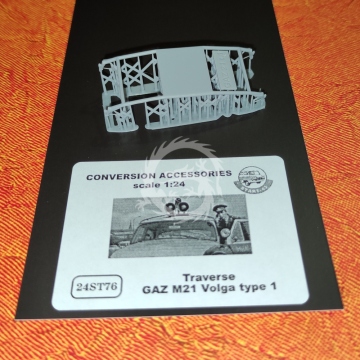 CONVERSION ACCESSORIES
scale 1:24
24ST76
Traverse
GAZ M21 Volga type 1